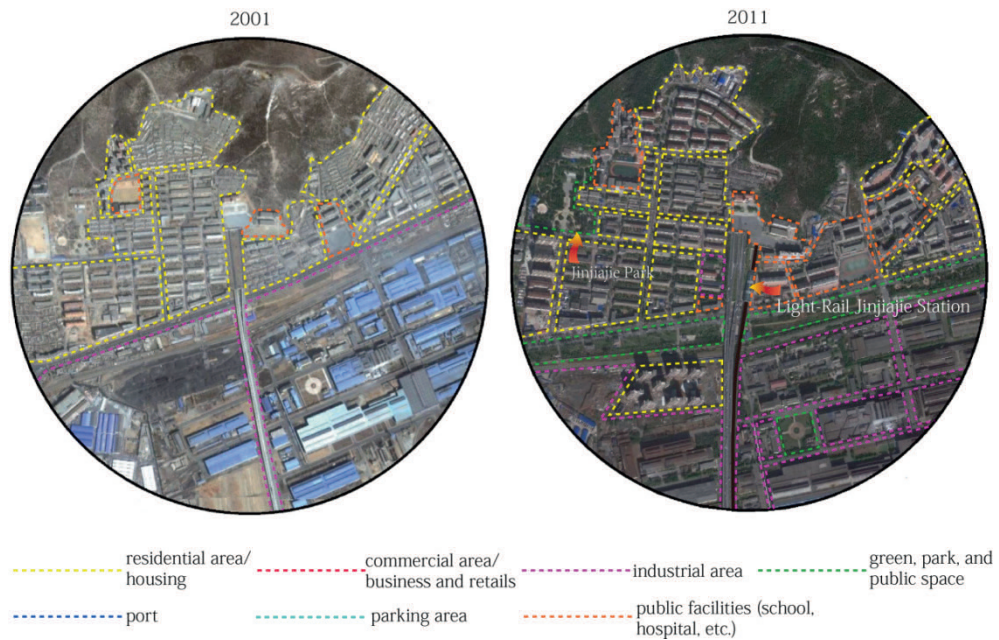 2001
2011
Jinjiajie Park
Light-Rail Jinjiajie Station
residential area/
housing
commercial area/
business and retails
industrial area
green, park, and
public space
port
parking area
public facilities (school,
hospital, etc.)